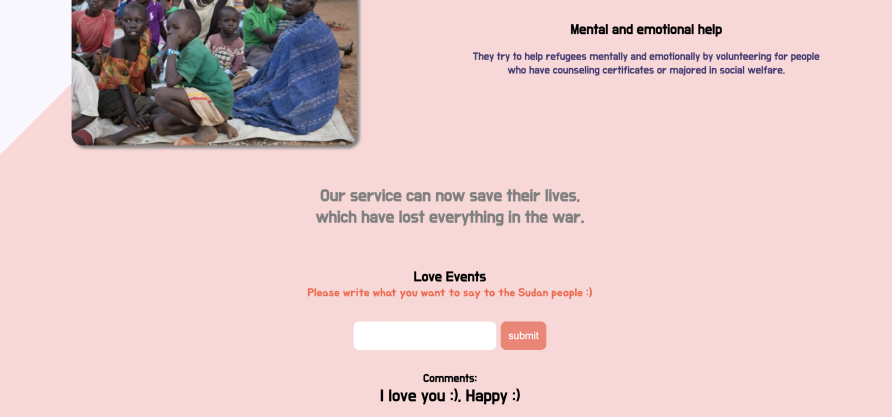 Mental and emotional help
They try to help refugees mentally and emotionally by volunteering for people
who have counseling certificates or majored in social welfare.
Our service can now save their lives,
which have lost everything in the war.
Love Events
Please write what you want to say to the Sudan people :)
submit
Comments:
I love you :), Happy :)